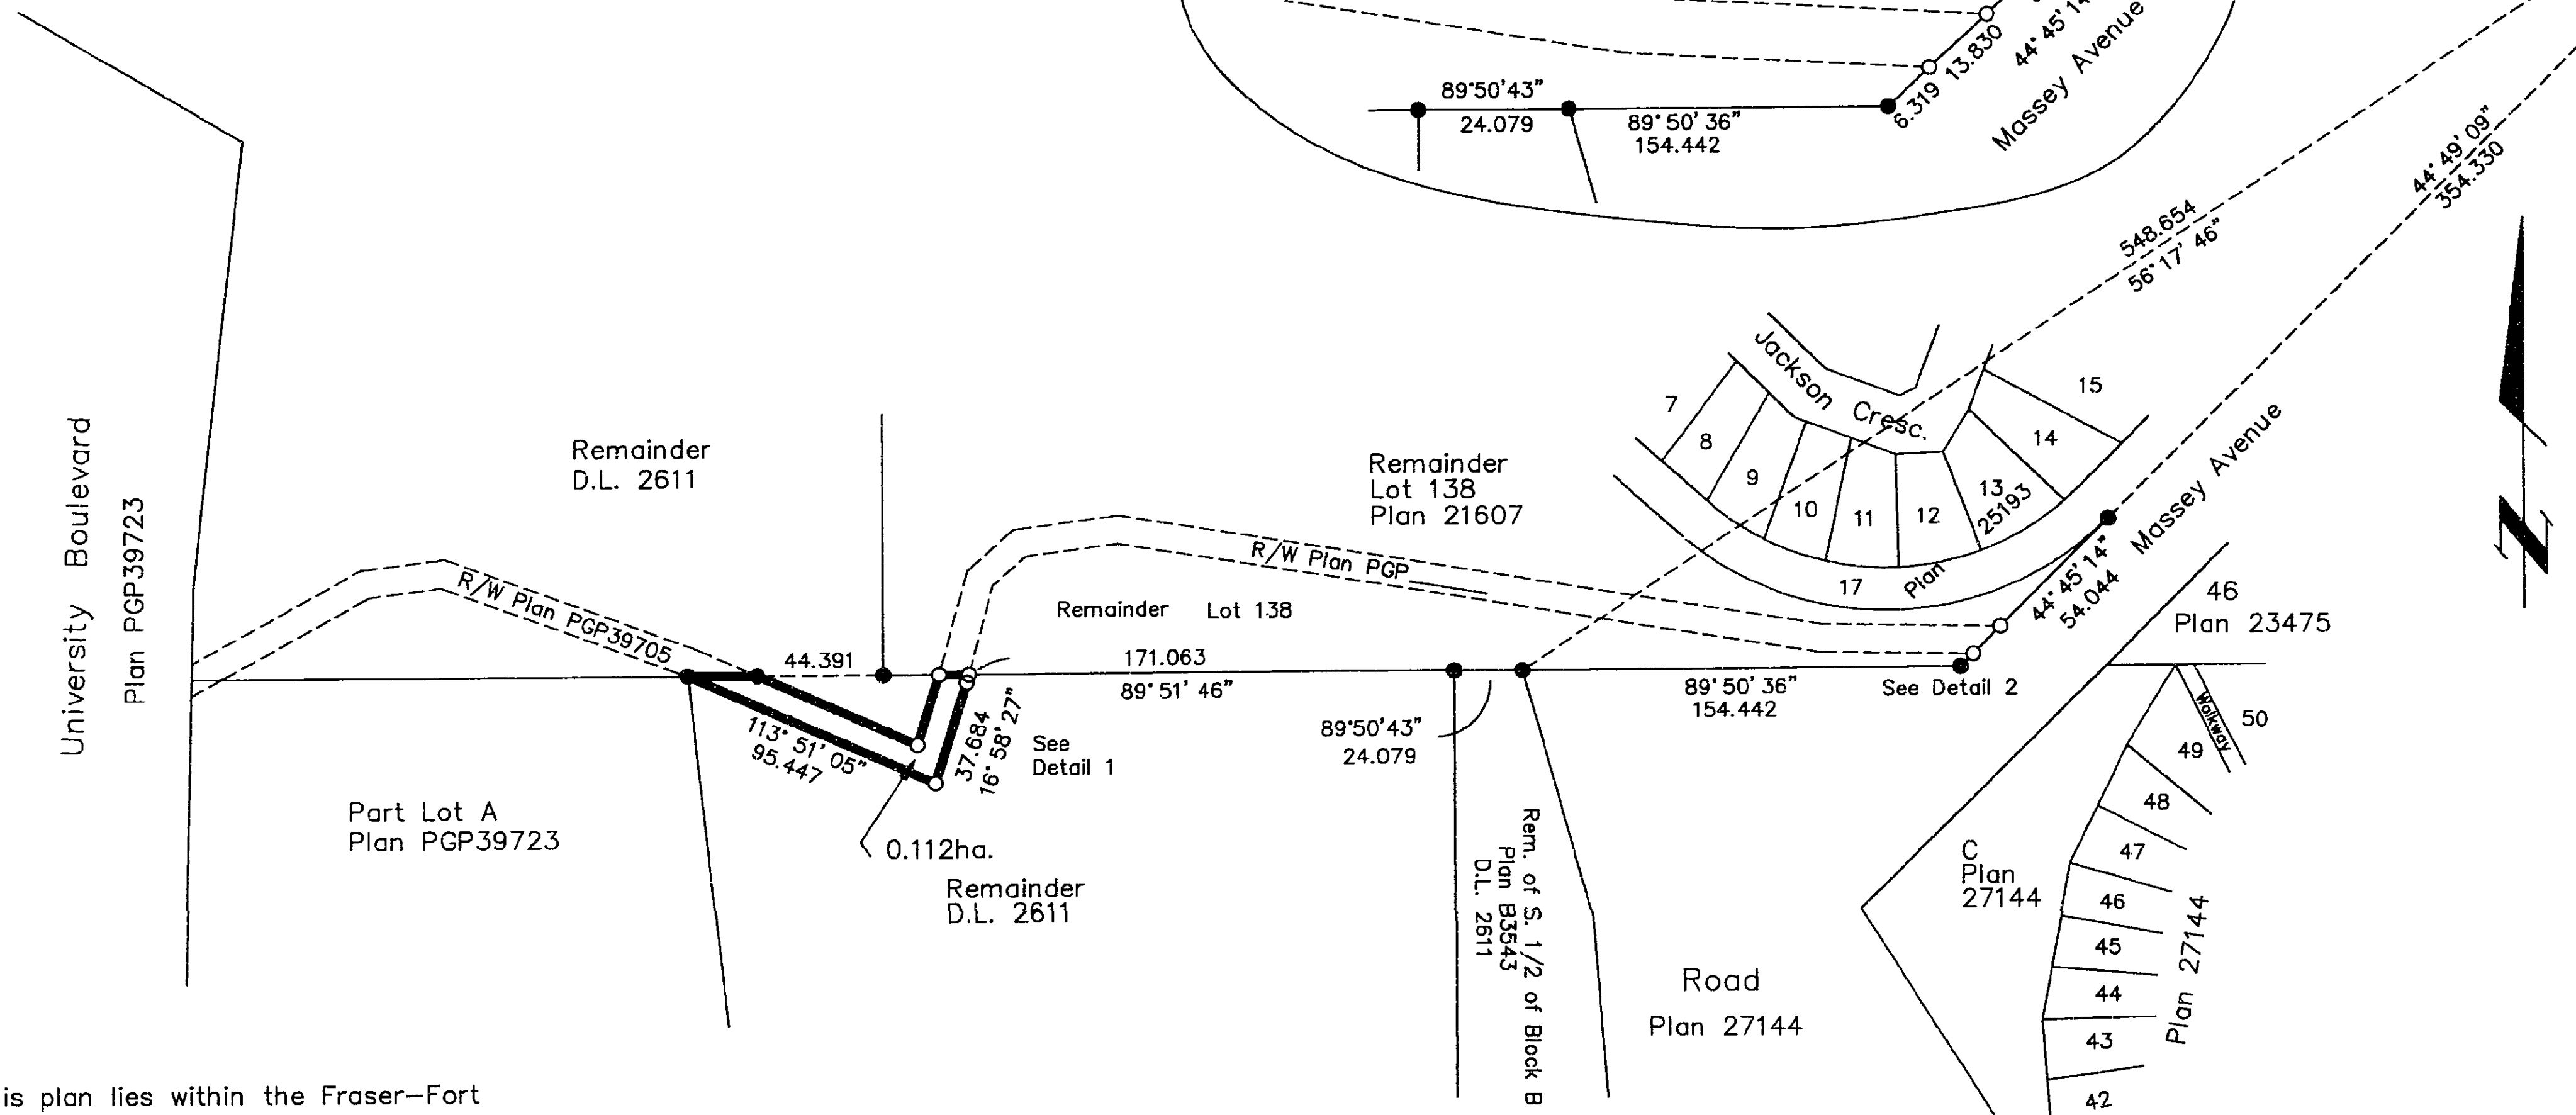 89°50'43"
24.079
89°50'36"
154.442
6.319
13.830
44°45'14
Massey Avenue
44°49'09"
354.330
548.654
56°17'46"
Jackson Cresc.
7
8
9
10
11
12
13
14
15
25193
17
Plan
Massey Avenue
44°45'14"
54.044
46
Plan 23475
University Boulevard
Plan PGP39723
Remainder
D.L. 2611
Remainder
Lot 138
Plan 21607
R/W Plan PGP39705
R/W Plan PGP
Remainder Lot 138
44.391
171.063
89°51'46"
89°50'36"
154.442
See Detail 2
89°50'43"
24.079
113°51'05"
95.447
37.684
16°58'27"
See
Detail 1
0.112ha.
Part Lot A
Plan PGP39723
Remainder
D.L. 2611
Rem. of S. 1/2 of Block B
Plan B3543
D.L. 2611
Road
Plan 27144
C
Plan
27144
Walkway
50
49
48
47
46
45
44
43
42
Plan 27144
N
is plan lies within the Fraser-Fort